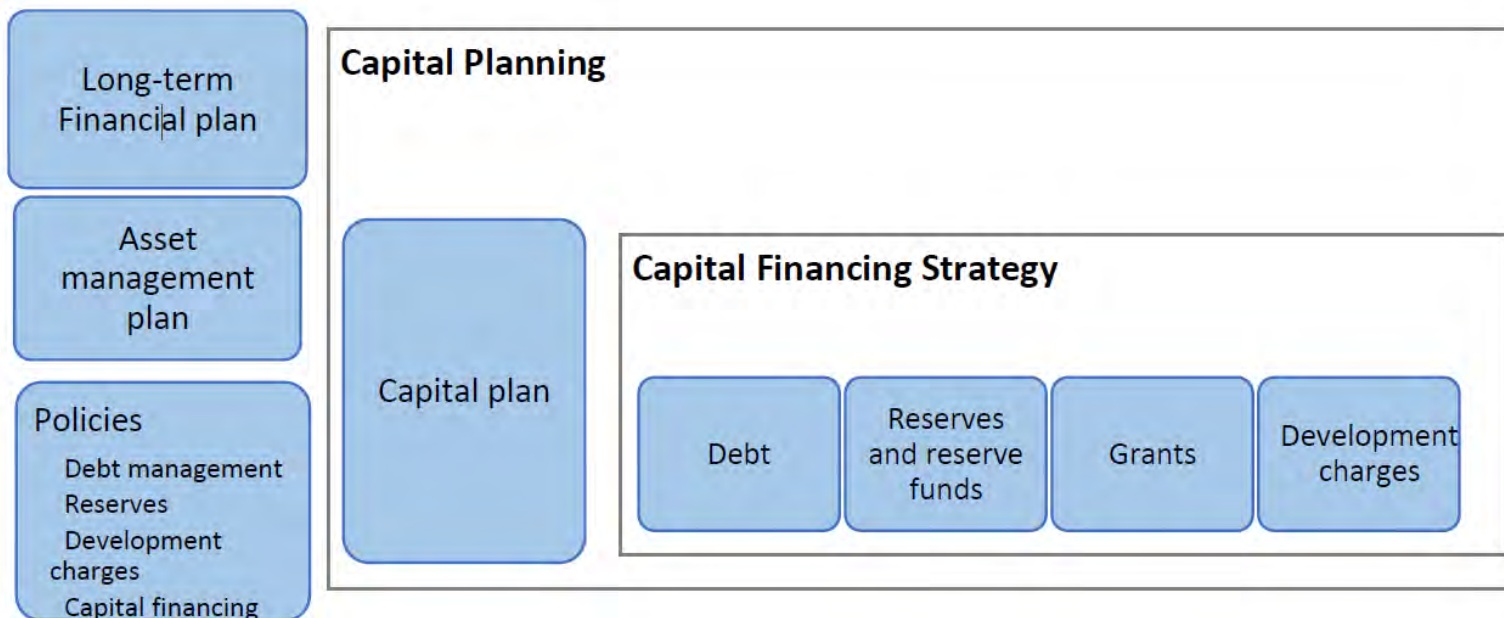 Long-term
Financial plan
Asset
management
plan
Policies
Debt management
Reserves
Development
charges
Capital financing
Capital Planning
Capital plan
Capital Financing Strategy
Debt
Reserves
and reserve
funds
Grants
Development
charges